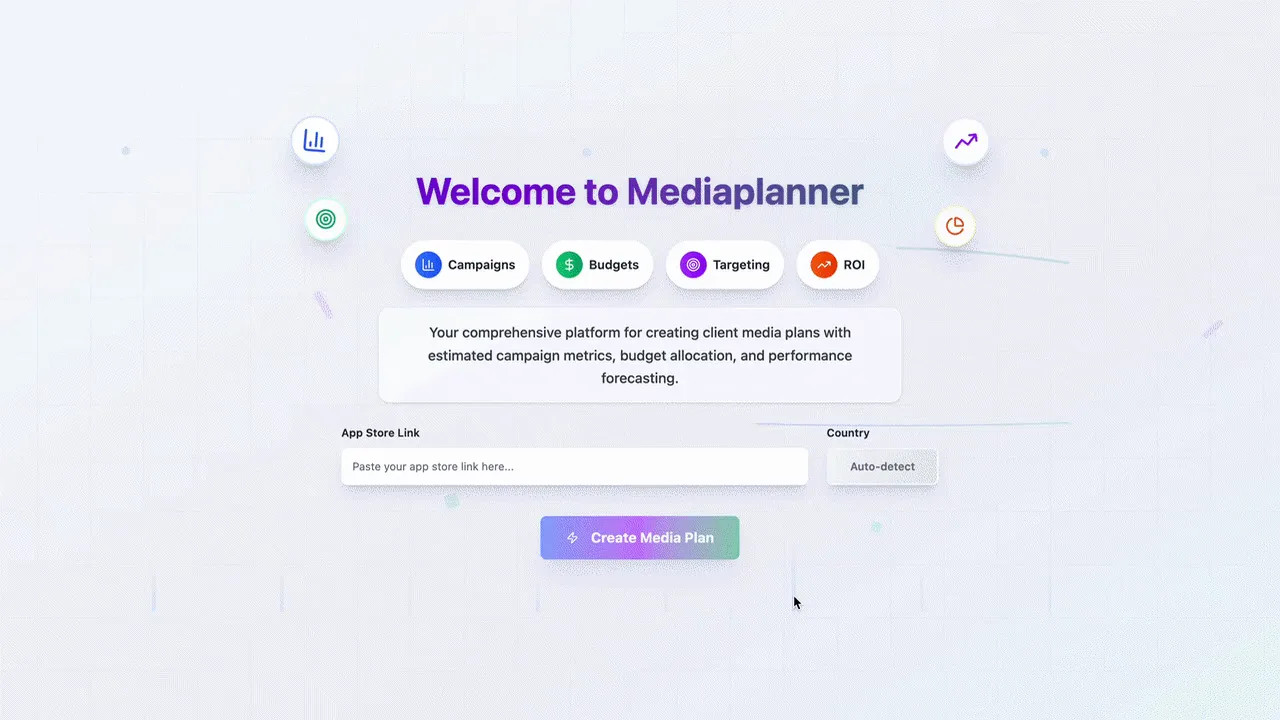 Welcome to Mediaplanner
Campaigns
Budgets
Targeting
ROI
Your comprehensive platform for creating client media plans with
estimated campaign metrics, budget allocation, and performance
forecasting.
App Store Link
Country
Paste your app store link here...
Auto-detect
Create Media Plan